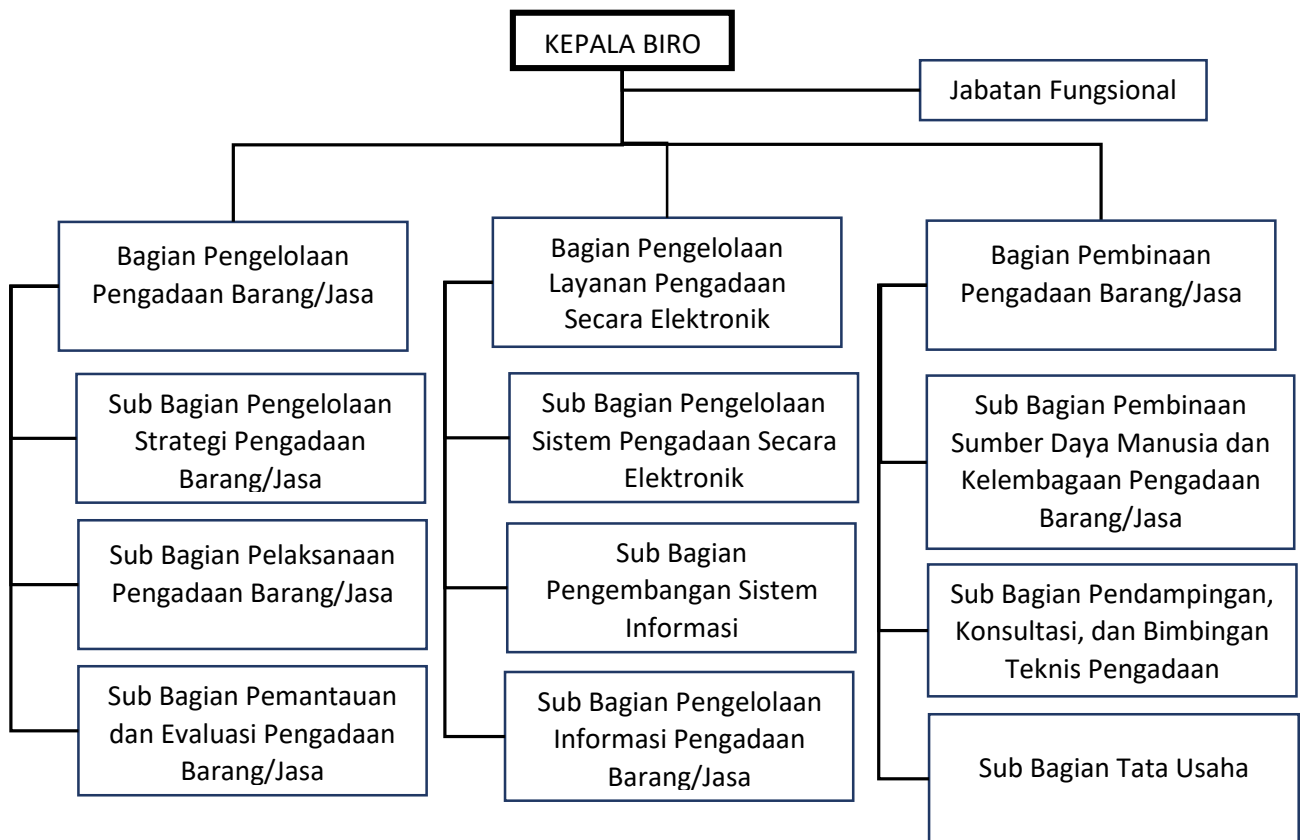 KEPALA BIRO
Jabatan Fungsional
Bagian Pengelolaan
Pengadaan Barang/Jasa
Sub Bagian Pengelolaan
Strategi Pengadaan
Barang/Jasa
Sub Bagian Pelaksanaan
Pengadaan Barang/Jasa
Sub Bagian Pemantauan
dan Evaluasi Pengadaan
Barang/Jasa
Bagian Pengelolaan
Layanan Pengadaan
Secara Elektronik
Sub Bagian Pengelolaan
Sistem Pengadaan Secara
Elektronik
Sub Bagian
Pengembangan Sistem
Informasi
Sub Bagian Pengelolaan
Informasi Pengadaan
Barang/Jasa
Bagian Pembinaan
Pengadaan Barang/Jasa
Sub Bagian Pembinaan
Sumber Daya Manusia dan
Kelembagaan Pengadaan
Barang/Jasa
Sub Bagian Pendampingan,
Konsultasi, dan Bimbingan
Teknis Pengadaan
Sub Bagian Tata Usaha